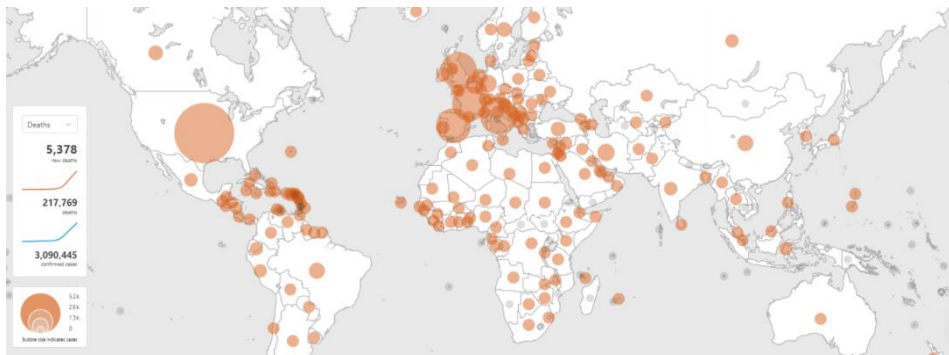 Deaths
5,378
new deaths
217,769
deaths
3,090,445
confirmed cases
52k
26k
13k
0
Bubble size indicates cases